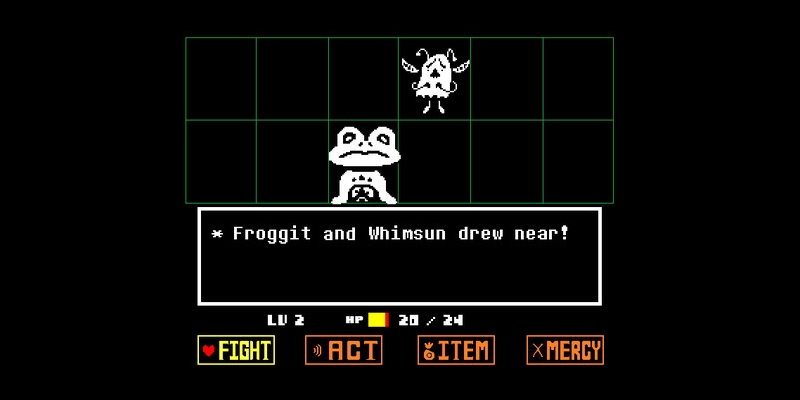 * Froggit and Whimsun drew near!
LV 2 HP 20 / 24
FIGHT ACT ITEM MERCY